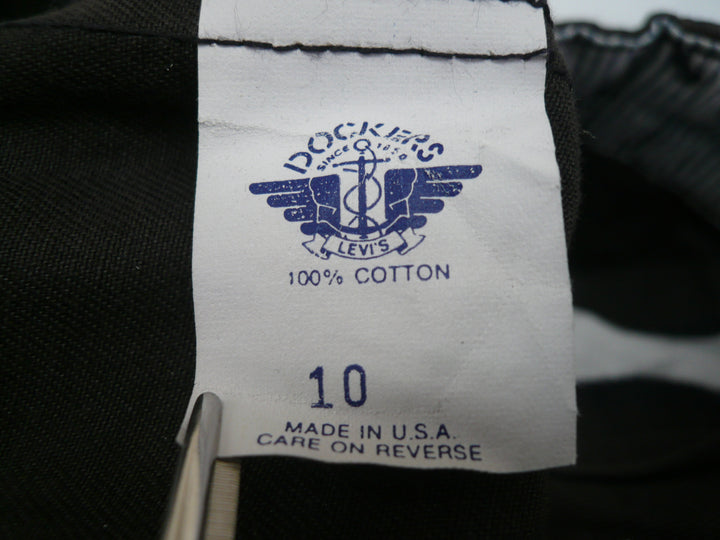 DOCKERS
SINCE 1850
LEVI'S
100% COTTON
10
MADE IN U.S.A.
CARE ON REVERSE